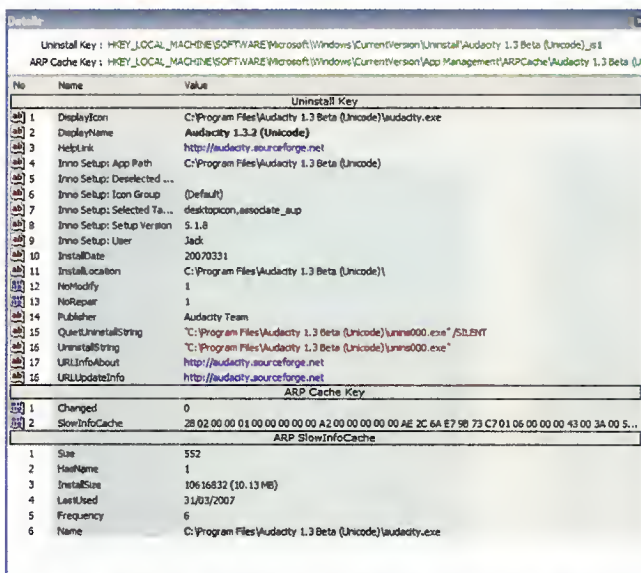 Details
Uninstall Key : HKEY_LOCAL_MACHINE\SOFTWARE\Microsoft\Windows\CurrentVersion\Uninstall\Audacity 1.3 Beta (Unicode)_is1
ARP Cache Key : HKEY_LOCAL_MACHINE\SOFTWARE\Microsoft\Windows\CurrentVersion\App Management\ARPCache\Audacity 1.3 Beta (U
No Name Value
Uninstall Key
1 DisplayIcon C:\Program Files\Audacity 1.3 Beta (Unicode)\audacity.exe
2 DisplayName Audacity 1.3.2 (Unicode)
3 HelpLink http://audacity.sourceforge.net
4 Inno Setup: App Path C:\Program Files\Audacity 1.3 Beta (Unicode)
5 Inno Setup: Deselected ...
6 Inno Setup: Icon Group (Default)
7 Inno Setup: Selected Ta... desktopicon,associate_aup
8 Inno Setup: Setup Version 5.1.8
9 Inno Setup: User Jack
10 InstallDate 20070331
11 InstallLocation C:\Program Files\Audacity 1.3 Beta (Unicode)\
12 NoModify 1
13 NoRepair 1
14 Publisher Audacity Team
15 QuietUninstallString "C:\Program Files\Audacity 1.3 Beta (Unicode)\unins000.exe" /SILENT
16 UninstallString "C:\Program Files\Audacity 1.3 Beta (Unicode)\unins000.exe"
17 URLInfoAbout http://audacity.sourceforge.net
18 URLUpdateInfo http://audacity.sourceforge.net
ARP Cache Key
1 Changed 0
2 SlowInfoCache 28 02 00 00 01 00 00 00 00 00 A2 00 00 00 00 00 AE 2C 6A E7 98 73 C7 01 06 00 00 00 43 00 3A 00 5...
ARP SlowInfoCache
1 Size 552
2 HasName 1
3 InstallSize 10616832 (10.13 MB)
4 LastUsed 31/03/2007
5 Frequency 6
6 Name C:\Program Files\Audacity 1.3 Beta (Unicode)\audacity.exe